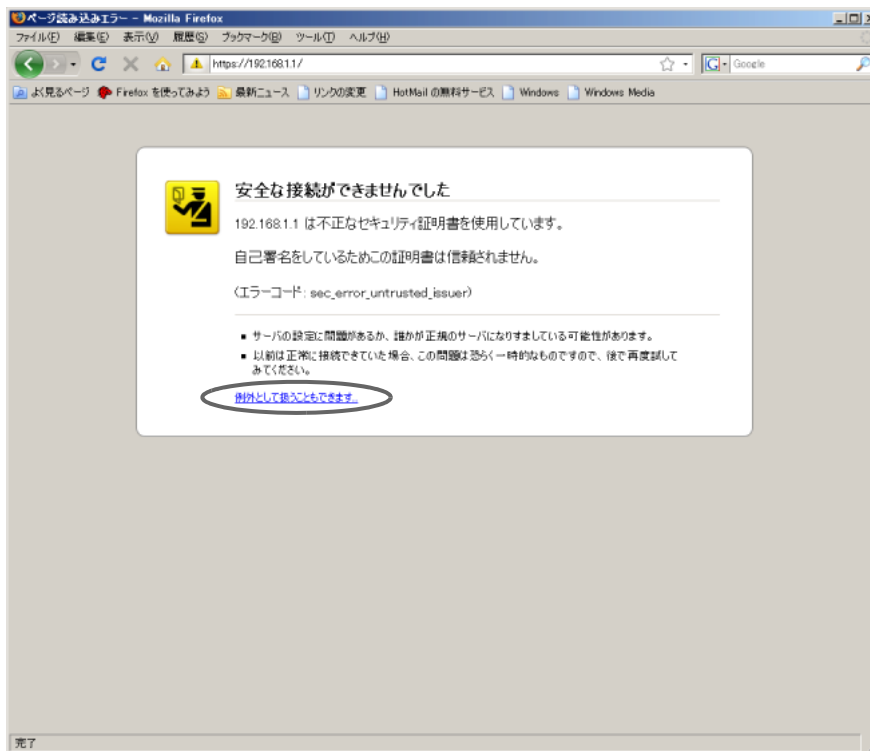 ページ読み込みエラー - Mozilla Firefox
ファイル(F) 編集(E) 表示(V) 履歴(S) ブックマーク(B) ツール(T) ヘルプ(H)
https://192.168.1.1/
G Google
よく見るページ Firefox を使ってみよう 最新ニュース リンクの変更 HotMail の無料サービス Windows Windows Media
安全な接続ができませんでした
192.168.1.1 は不正なセキュリティ証明書を使用しています。
自己署名をしているためこの証明書は信頼されません。
(エラーコード: sec_error_untrusted_issuer)
■ サーバの設定に問題があるか、誰かが正規のサーバになりすましている可能性があります。
■ 以前は正常に接続できていた場合、この問題は恐らく一時的なものですので、後で再度試して
みてください。
例外として扱うこともできます...
完了